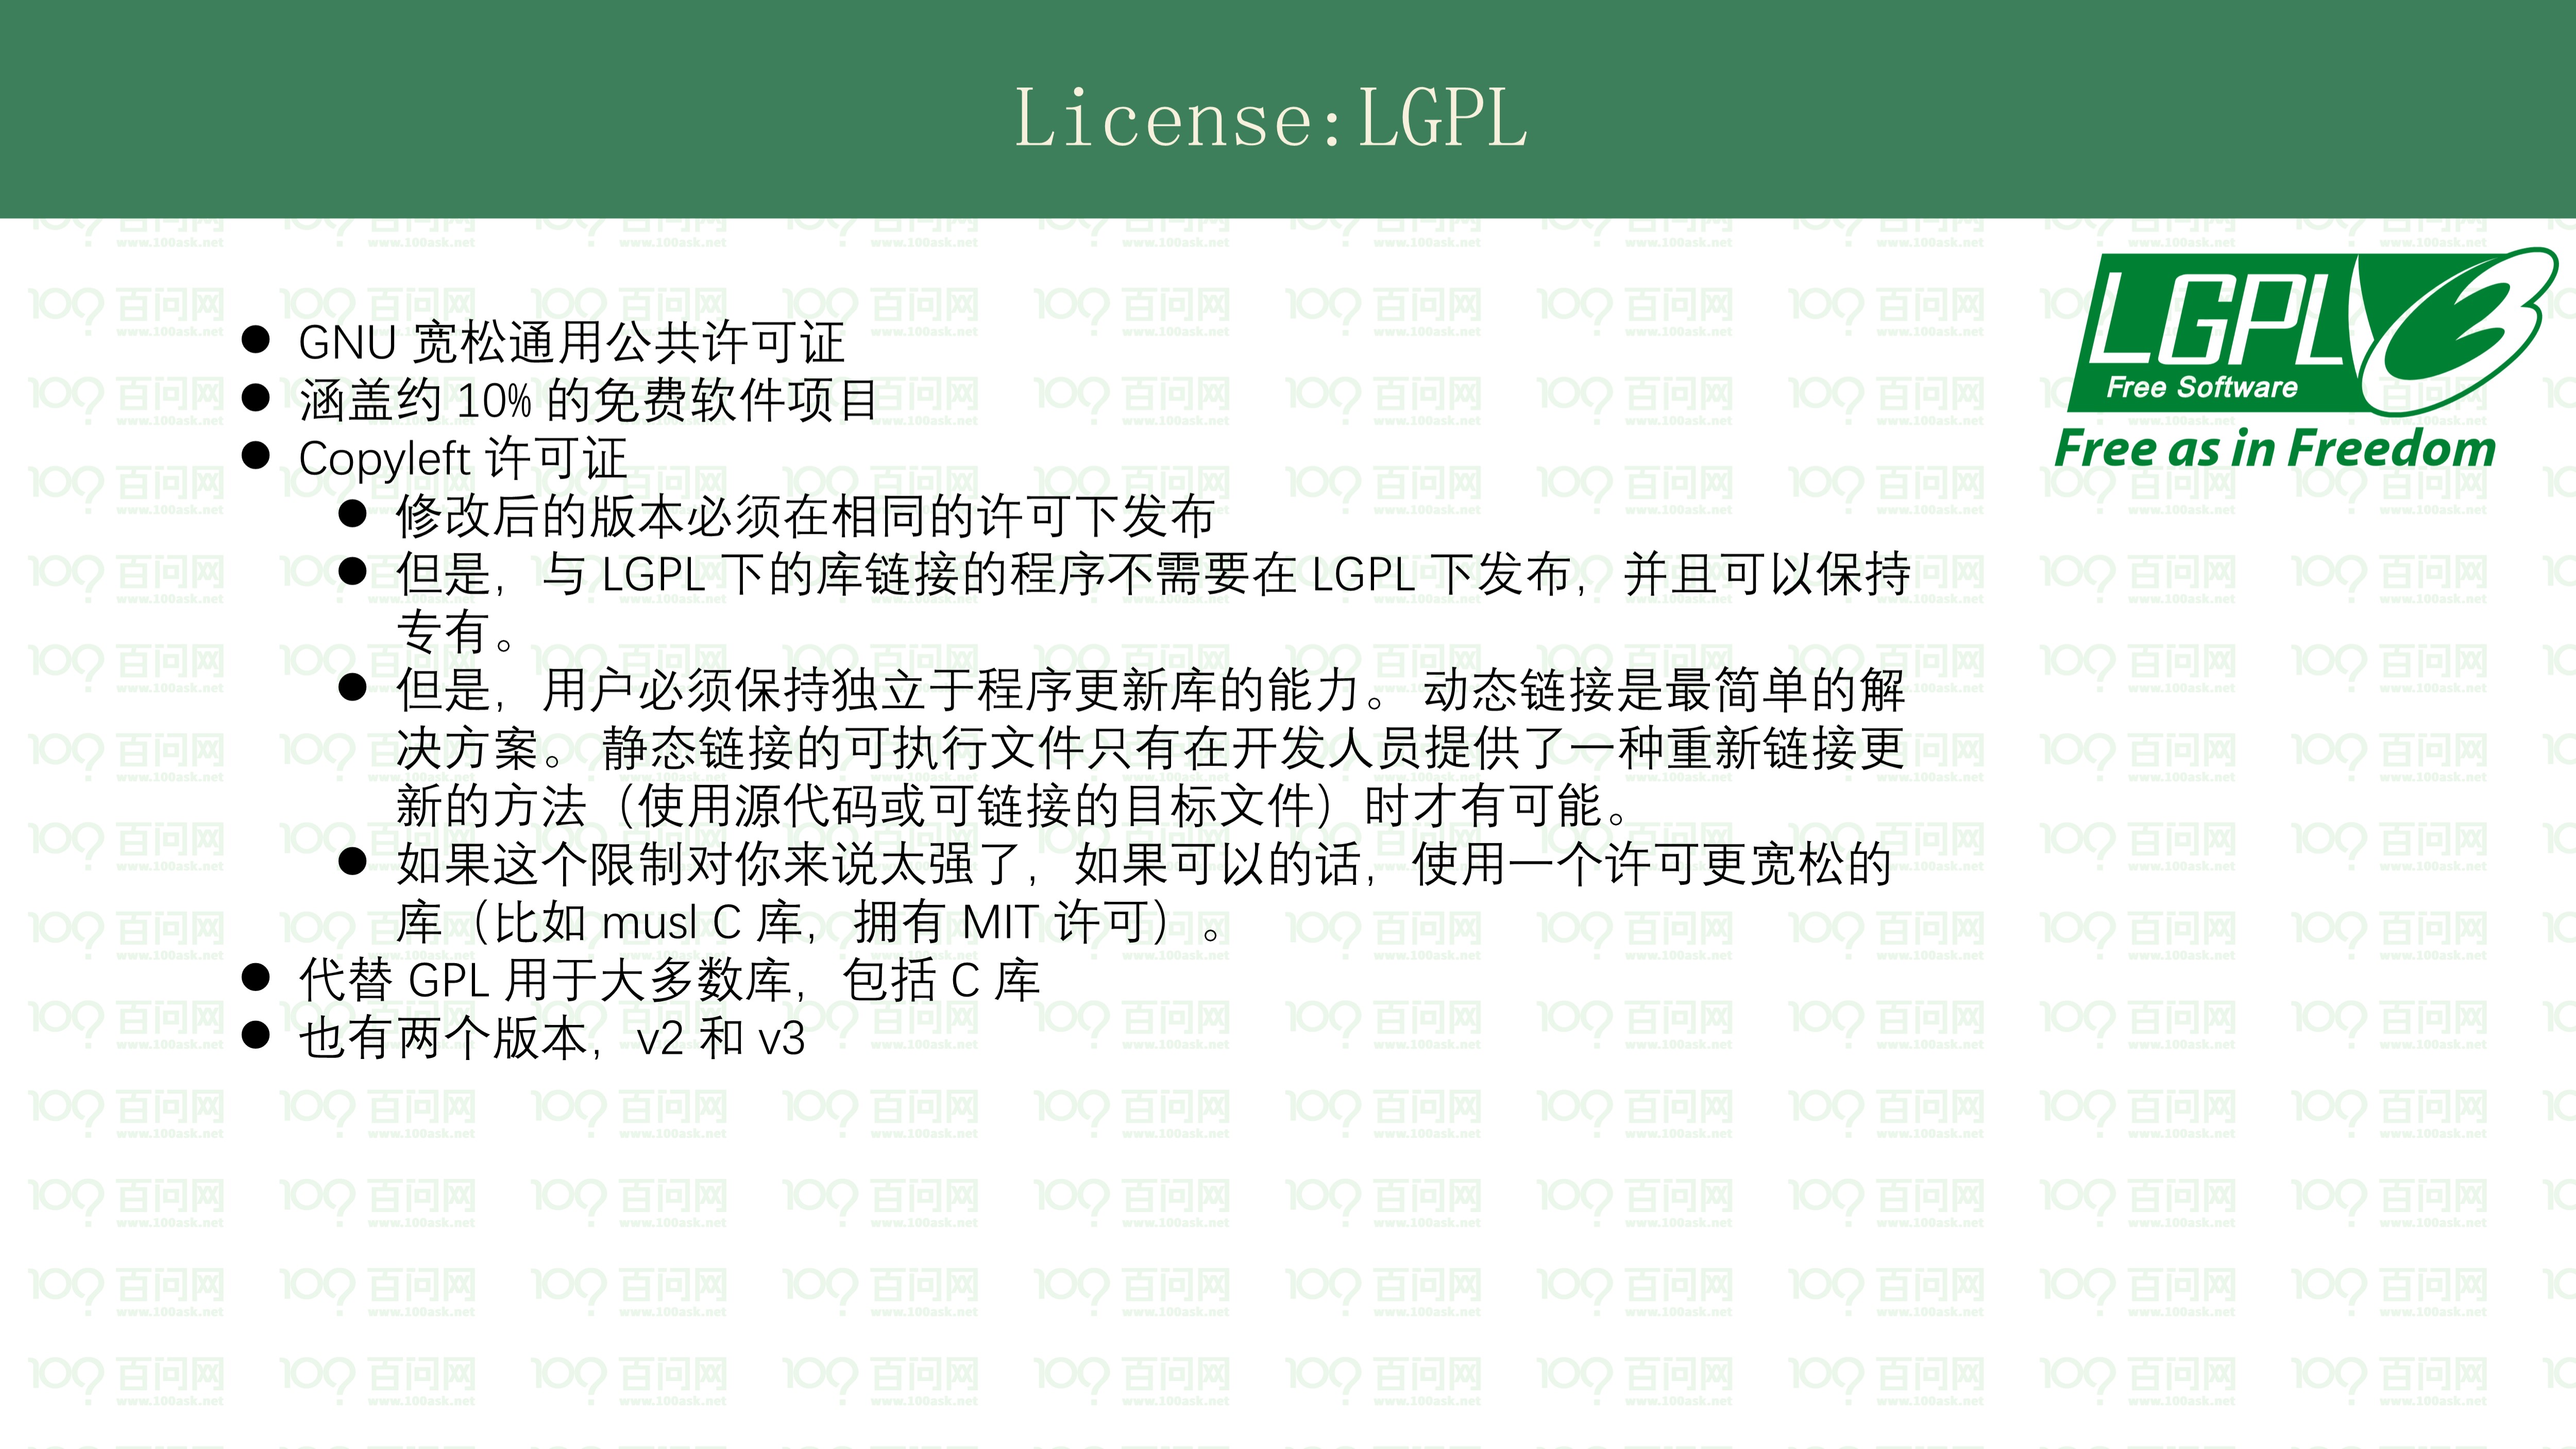 License:LGPL
LGPL 3
Free Software
Free as in Freedom
● GNU 宽松通用公共许可证
● 涵盖约 10% 的免费软件项目
● Copyleft 许可证
● 修改后的版本必须在相同的许可下发布
● 但是，与 LGPL 下的库链接的程序不需要在 LGPL 下发布，并且可以保持
专有。
● 但是，用户必须保持独立于程序更新库的能力。 动态链接是最简单的解
决方案。 静态链接的可执行文件只有在开发人员提供了一种重新链接更
新的方法（使用源代码或可链接的目标文件）时才有可能。
● 如果这个限制对你来说太强了，如果可以的话，使用一个许可更宽松的
库（比如 musl C 库，拥有 MIT 许可）。
● 代替 GPL 用于大多数库，包括 C 库
● 也有两个版本，v2 和 v3
百问网
www.100ask.net